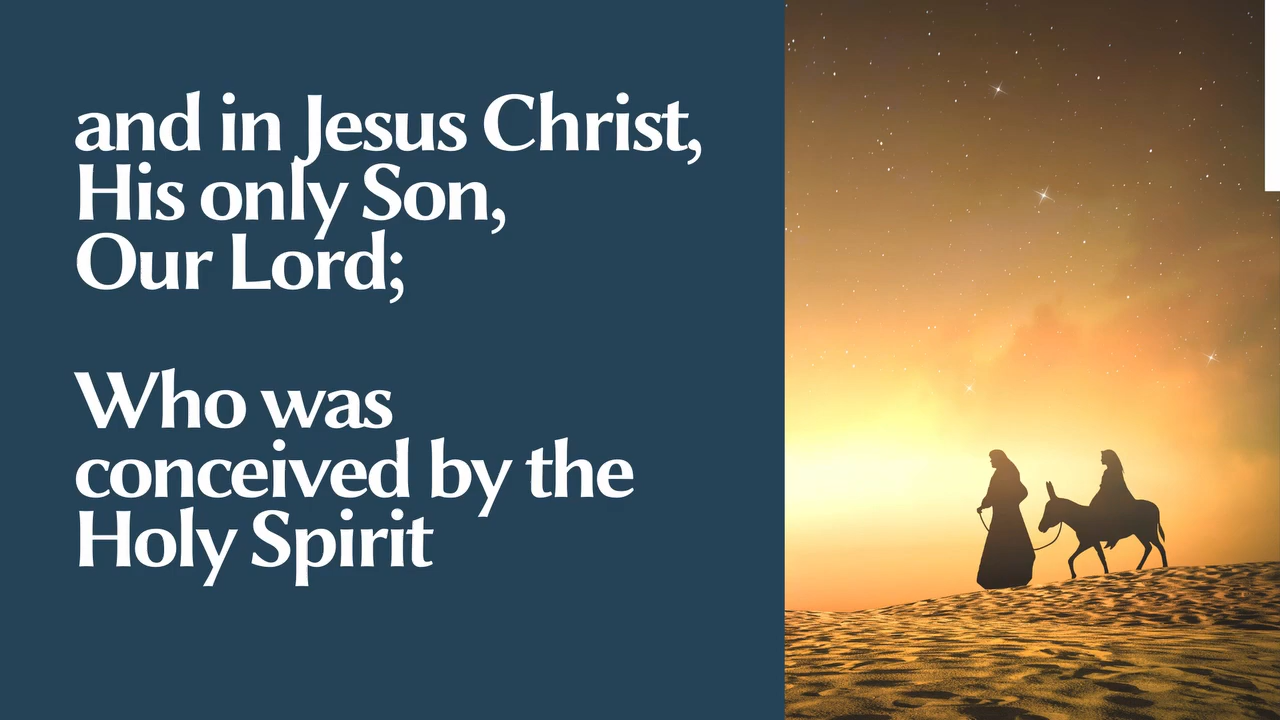 and in Jesus Christ,
His only Son,
Our Lord;
Who was
conceived by the
Holy Spirit